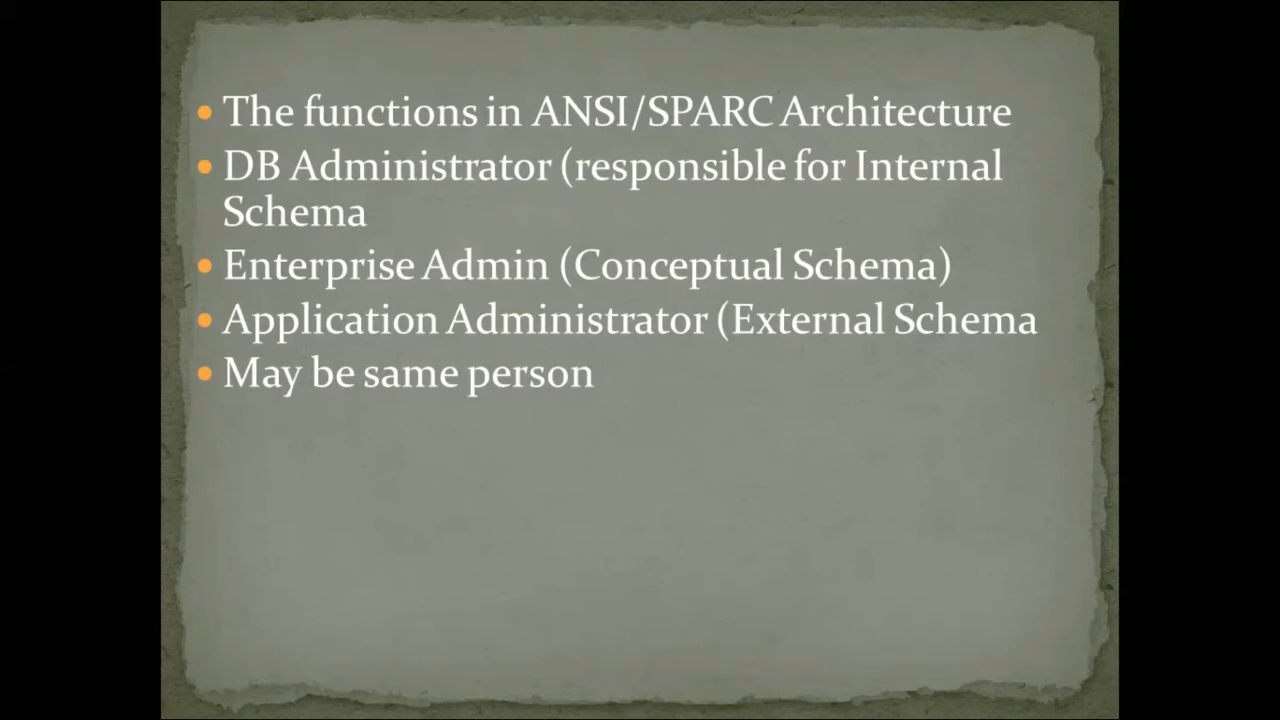 • The functions in ANSI/SPARC Architecture
• DB Administrator (responsible for Internal
Schema
• Enterprise Admin (Conceptual Schema)
• Application Administrator (External Schema
• May be same person